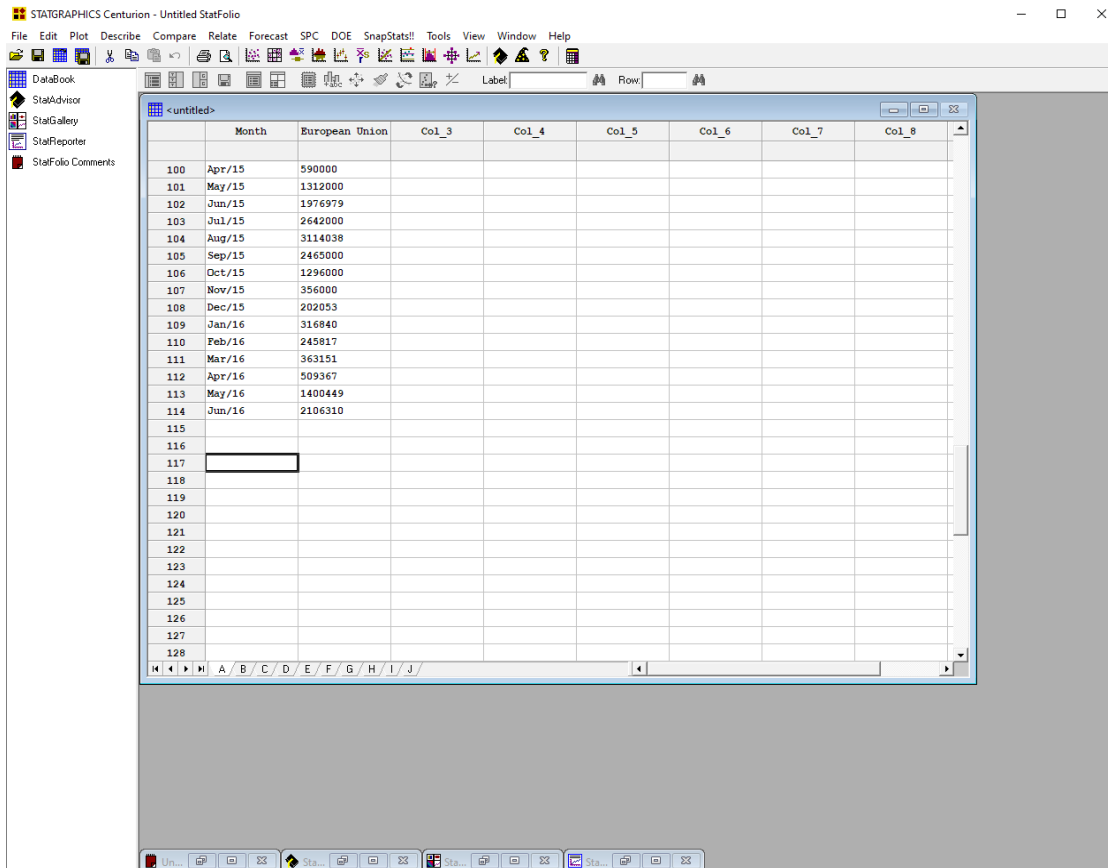 STATGRAPHICS Centurion - Untitled StatFolio
File Edit Plot Describe Compare Relate Forecast SPC DOE SnapStats!! Tools View Window Help
Label: Row:
DataBook
StatAdvisor
StatGallery
StatReporter
StatFolio Comments
<untitled>
Month European Union Col_3 Col_4 Col_5 Col_6 Col_7 Col_8
100 Apr/15 590000
101 May/15 1312000
102 Jun/15 1976979
103 Jul/15 2642000
104 Aug/15 3114038
105 Sep/15 2465000
106 Oct/15 1296000
107 Nov/15 356000
108 Dec/15 202053
109 Jan/16 316840
110 Feb/16 245817
111 Mar/16 363151
112 Apr/16 509367
113 May/16 1400449
114 Jun/16 2106310
115
116
117
118
119
120
121
122
123
124
125
126
127
128
A B C D E F G H I J
Un... Sta... Sta... Sta...